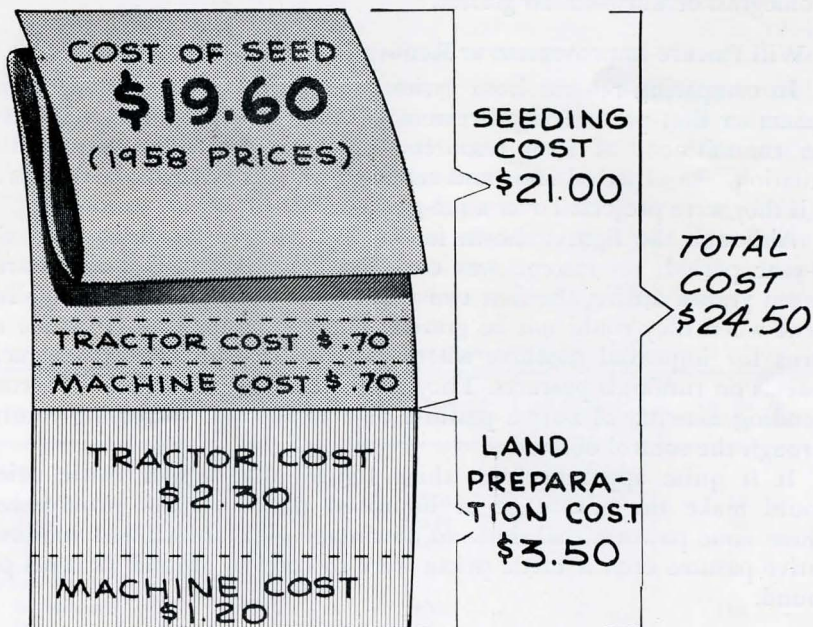 COST OF SEED
$19.60
(1958 PRICES)
TRACTOR COST $.70
MACHINE COST $.70
TRACTOR COST
$2.30
MACHINE COST
$1.20
SEEDING
COST
$21.00
LAND
PREPARA-
TION COST
$3.50
TOTAL
COST
$24.50